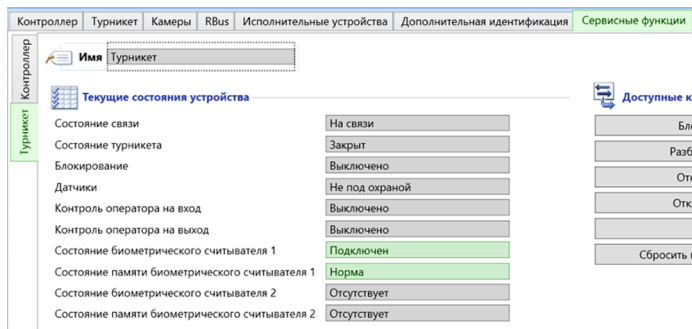 Контроллер Турникет Камеры RBus Исполнительные устройства Дополнительная идентификация Сервисные функции
Контроллер
Турникет
Имя Турникет
Текущие состояния устройства
Доступные к
Состояние связи На связи
Бл
Состояние турникета Закрыт
Разб
Блокирование Выключено
От
Датчики Не под охраной
Отк
Контроль оператора на вход Выключено
Контроль оператора на выход Выключено
Состояние биометрического считывателя 1 Подключен
Сбросить
Состояние памяти биометрического считывателя 1 Норма
Состояние биометрического считывателя 2 Отсутствует
Состояние памяти биометрического считывателя 2 Отсутствует